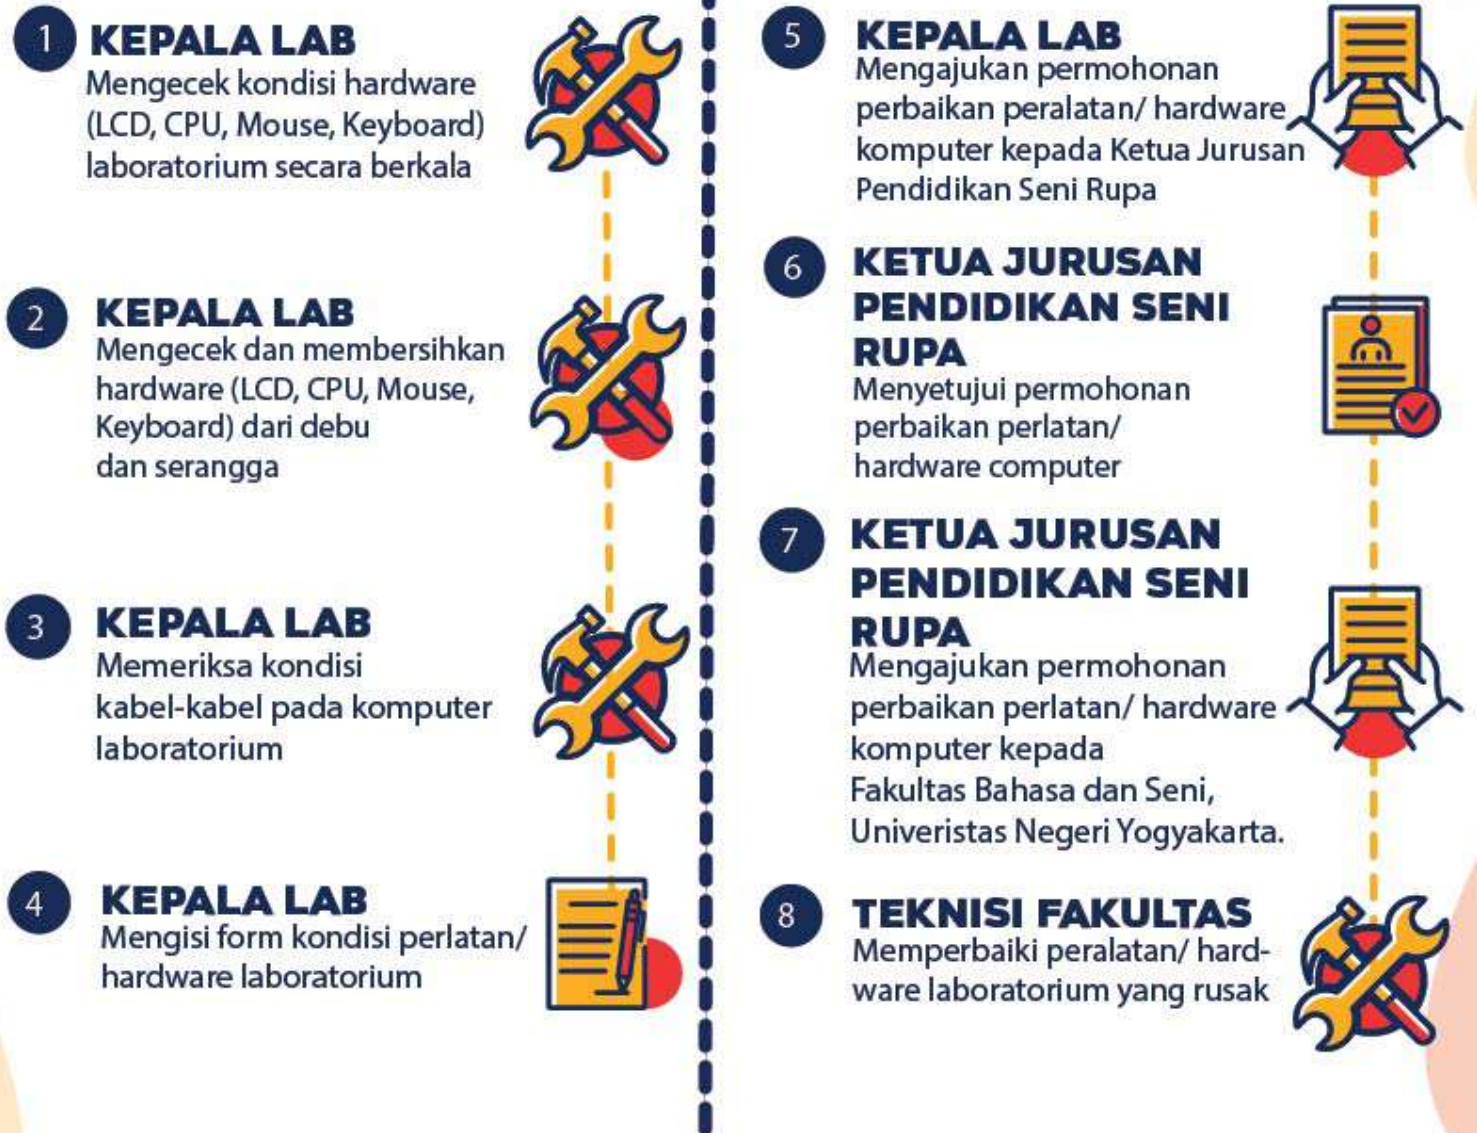 1
KEPALA LAB
Mengecek kondisi hardware
(LCD, CPU, Mouse, Keyboard)
laboratorium secara berkala
2
KEPALA LAB
Mengecek dan membersihkan
hardware (LCD, CPU, Mouse,
Keyboard) dari debu
dan serangga
3
KEPALA LAB
Memeriksa kondisi
kabel-kabel pada komputer
laboratorium
4
KEPALA LAB
Mengisi form kondisi perlatan/
hardware laboratorium
5
KEPALA LAB
Mengajukan permohonan
perbaikan peralatan/ hardware
komputer kepada Ketua Jurusan
Pendidikan Seni Rupa
6
KETUA JURUSAN
PENDIDIKAN SENI
RUPA
Menyetujui permohonan
perbaikan perlatan/
hardware computer
7
KETUA JURUSAN
PENDIDIKAN SENI
RUPA
Mengajukan permohonan
perbaikan perlatan/ hardware
komputer kepada
Fakultas Bahasa dan Seni,
Univeristas Negeri Yogyakarta.
8
TEKNISI FAKULTAS
Memperbaiki peralatan/ hard-
ware laboratorium yang rusak